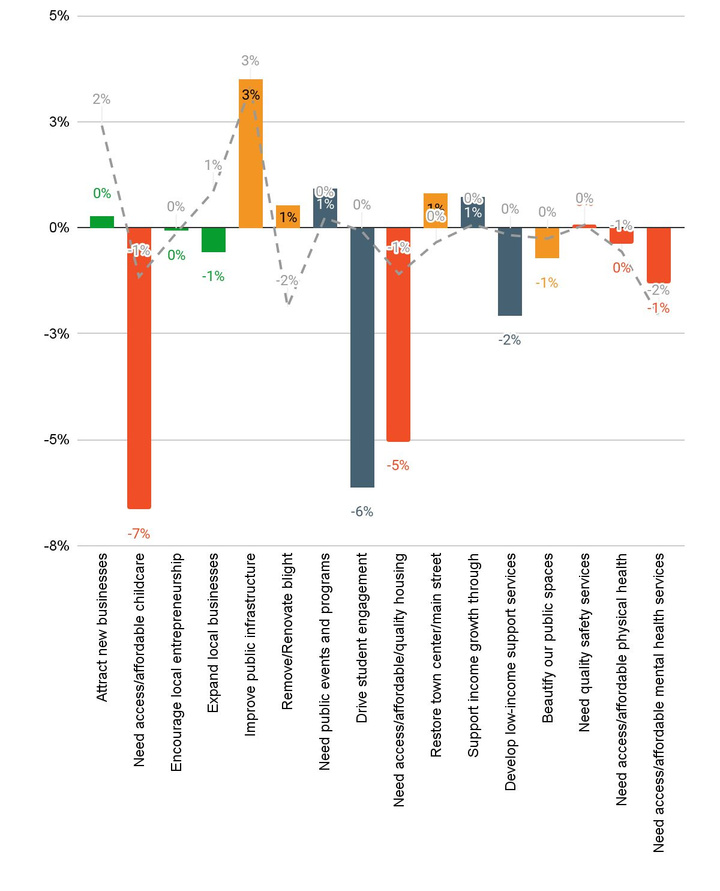 5%
3%
0%
-3%
-5%
-8%
2%
0%
-1%
-7%
0%
0%
1%
-1%
3%
3%
1%
-2%
0%
1%
0%
-6%
-1%
-5%
1%
0%
0%
1%
0%
-2%
0%
-1%
0%
-1%
0%
-2%
-1%
Attract new businesses
Need access/affordable childcare
Encourage local entrepreneurship
Expand local businesses
Improve public infrastructure
Remove/Renovate blight
Need public events and programs
Drive student engagement
Need access/affordable/quality housing
Restore town center/main street
Support income growth through
Develop low-income support services
Beautify our public spaces
Need quality safety services
Need access/affordable physical health
Need access/affordable mental health services